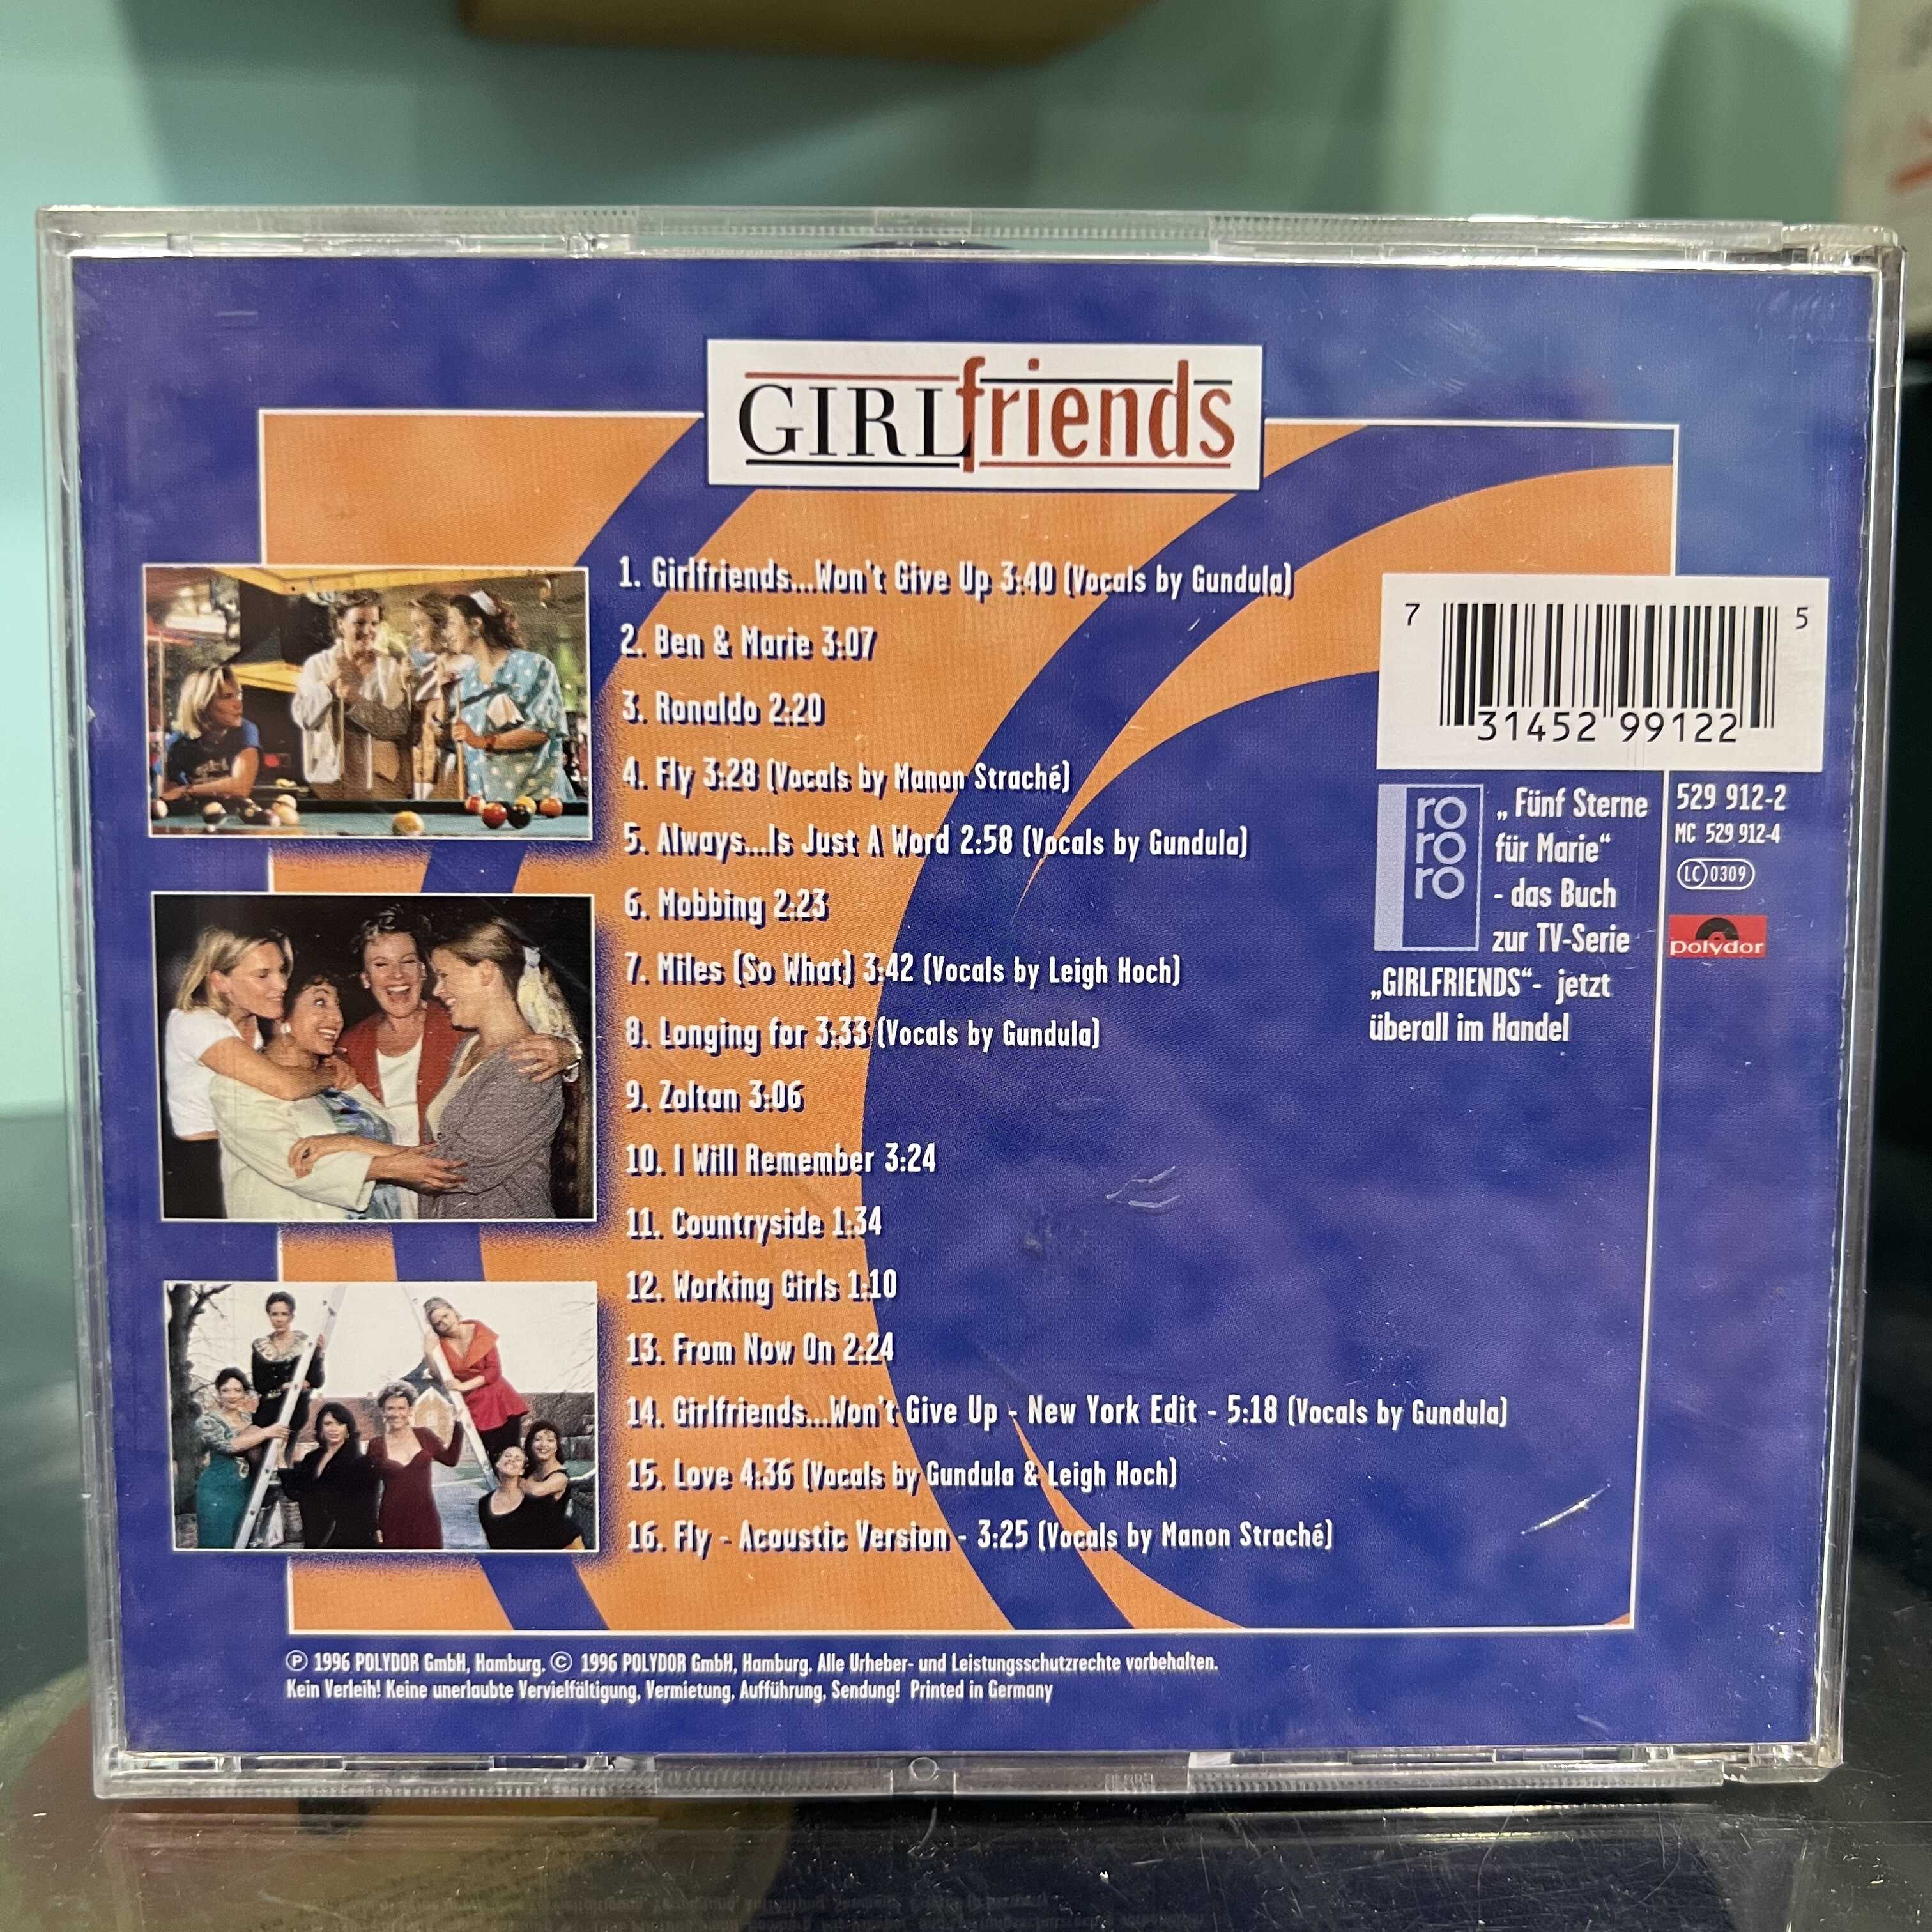 GIRLfriends
1. Girlfriends...Won't Give Up 3:40 (Vocals by Gundula)
2. Ben & Marie 3:07
3. Ronaldo 2:20
4. Fly 3:28 (Vocals by Manon Straché)
5. Always...Is Just A Word 2:58 (Vocals by Gundula)
6. Mobbing 2:23
7. Miles (So What) 3:42 (Vocals by Leigh Hoch)
8. Longing for 3:33 (Vocals by Gundula)
9. Zoltan 3:06
10. I Will Remember 3:24
11. Countryside 1:34
12. Working Girls 1:10
13. From Now On 2:24
14. Girlfriends...Won't Give Up - New York Edit - 5:18 (Vocals by Gundula)
15. Love 4:36 (Vocals by Gundula & Leigh Hoch)
16. Fly - Acoustic Version - 3:25 (Vocals by Manon Straché)
7 31452 99122 5
ro
ro
ro
„Fünf Sterne
für Marie“
- das Buch
zur TV-Serie
„GIRLFRIENDS“- jetzt
überall im Handel
529 912-2
MC 529 912-4
LC 0309
polydor
℗ 1996 POLYDOR GmbH, Hamburg. © 1996 POLYDOR GmbH, Hamburg. Alle Urheber- und Leistungsschutzrechte vorbehalten.
Kein Verleih! Keine unerlaubte Vervielfältigung, Vermietung, Aufführung, Sendung! Printed in Germany